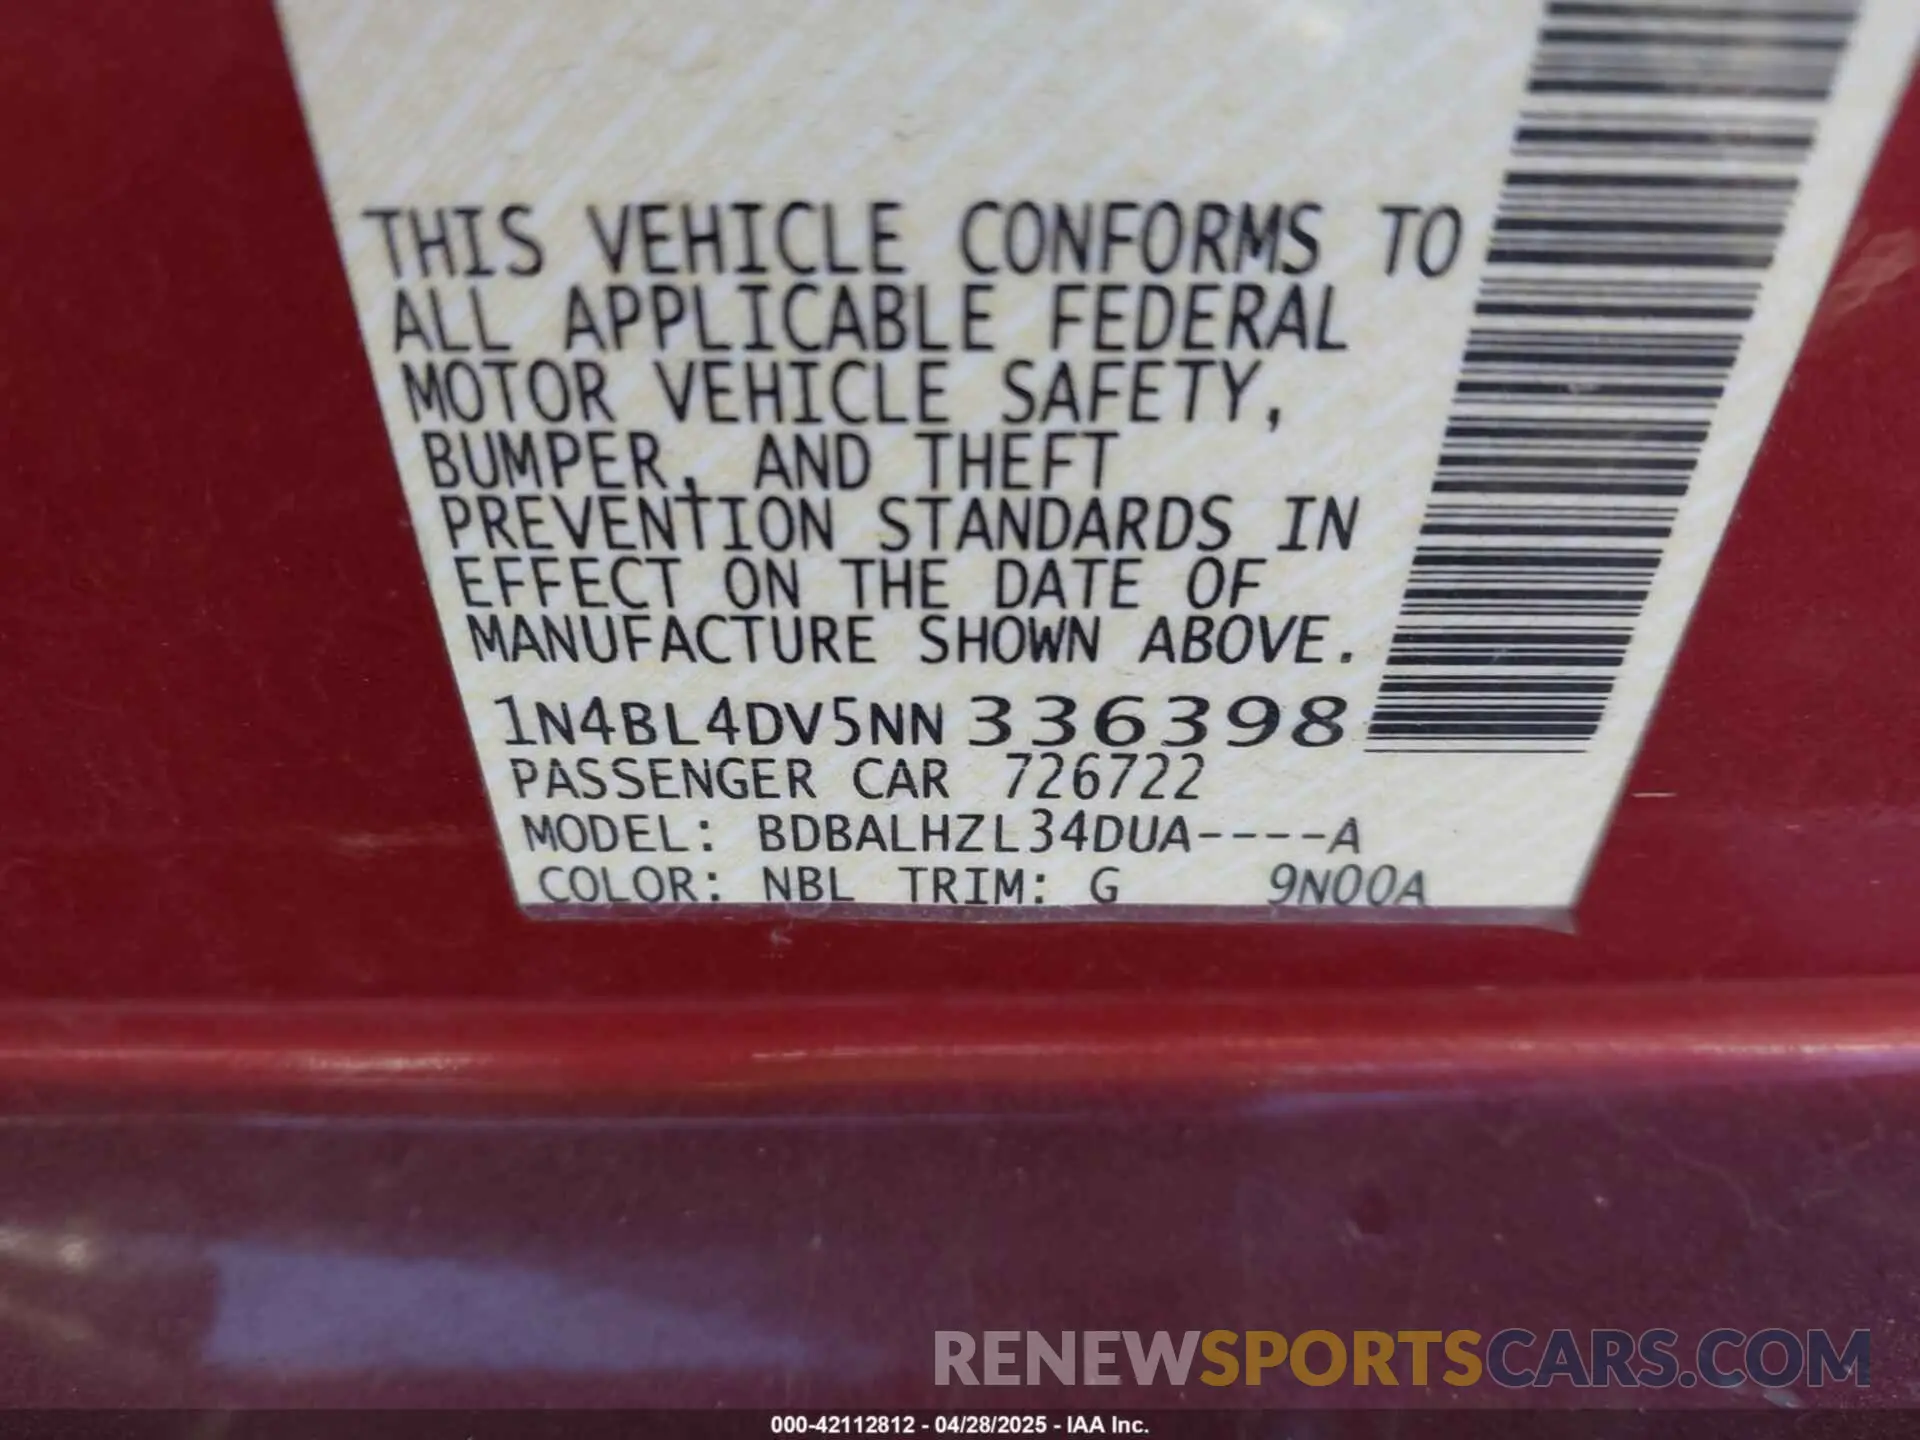 THIS VEHICLE CONFORMS TO
ALL APPLICABLE FEDERAL
MOTOR VEHICLE SAFETY,
BUMPER, AND THEFT
PREVENTION STANDARDS IN
EFFECT ON THE DATE OF
MANUFACTURE SHOWN ABOVE.
1N4BL4DV5NN336398
PASSENGER CAR 726722
MODEL: BDBALHZL34DUA----A
COLOR: NBL TRIM: G 9N00A
RENEWSPORTSCARS.COM
000-42112812 - 04/28/2025 - IAA Inc.